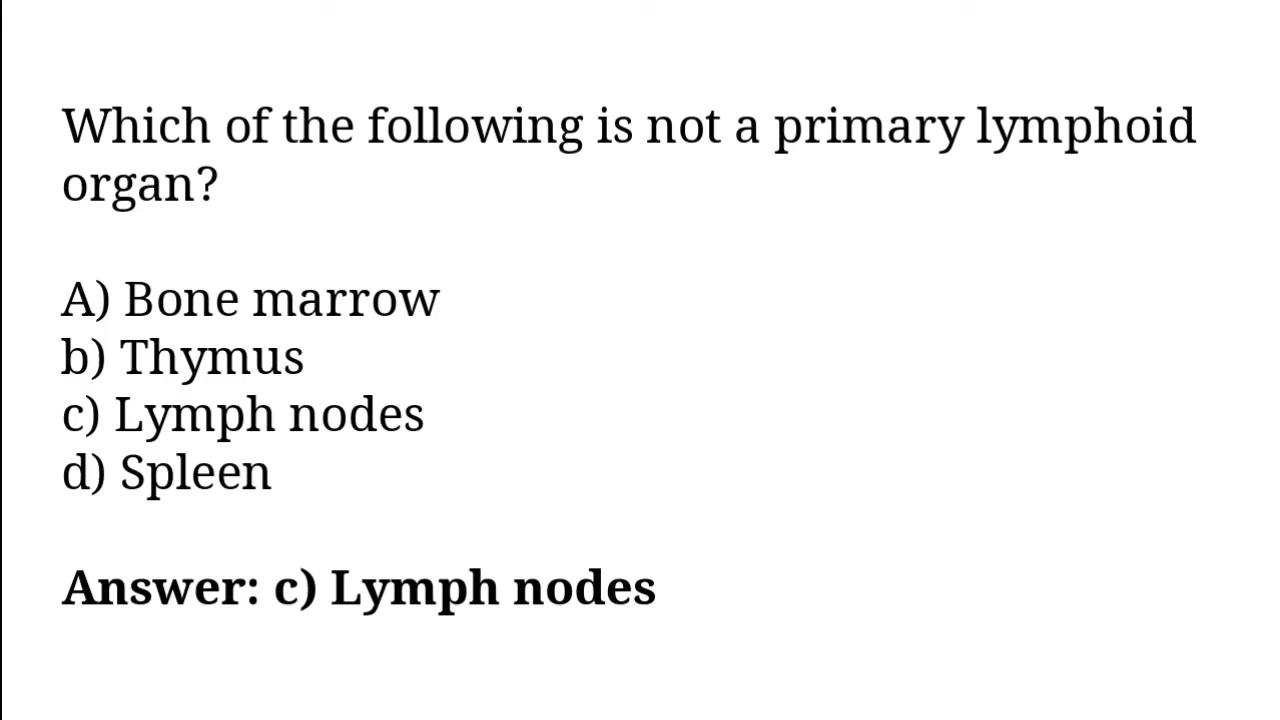 Which of the following is not a primary lymphoid
organ?
A) Bone marrow
b) Thymus
c) Lymph nodes
d) Spleen
Answer: c) Lymph nodes